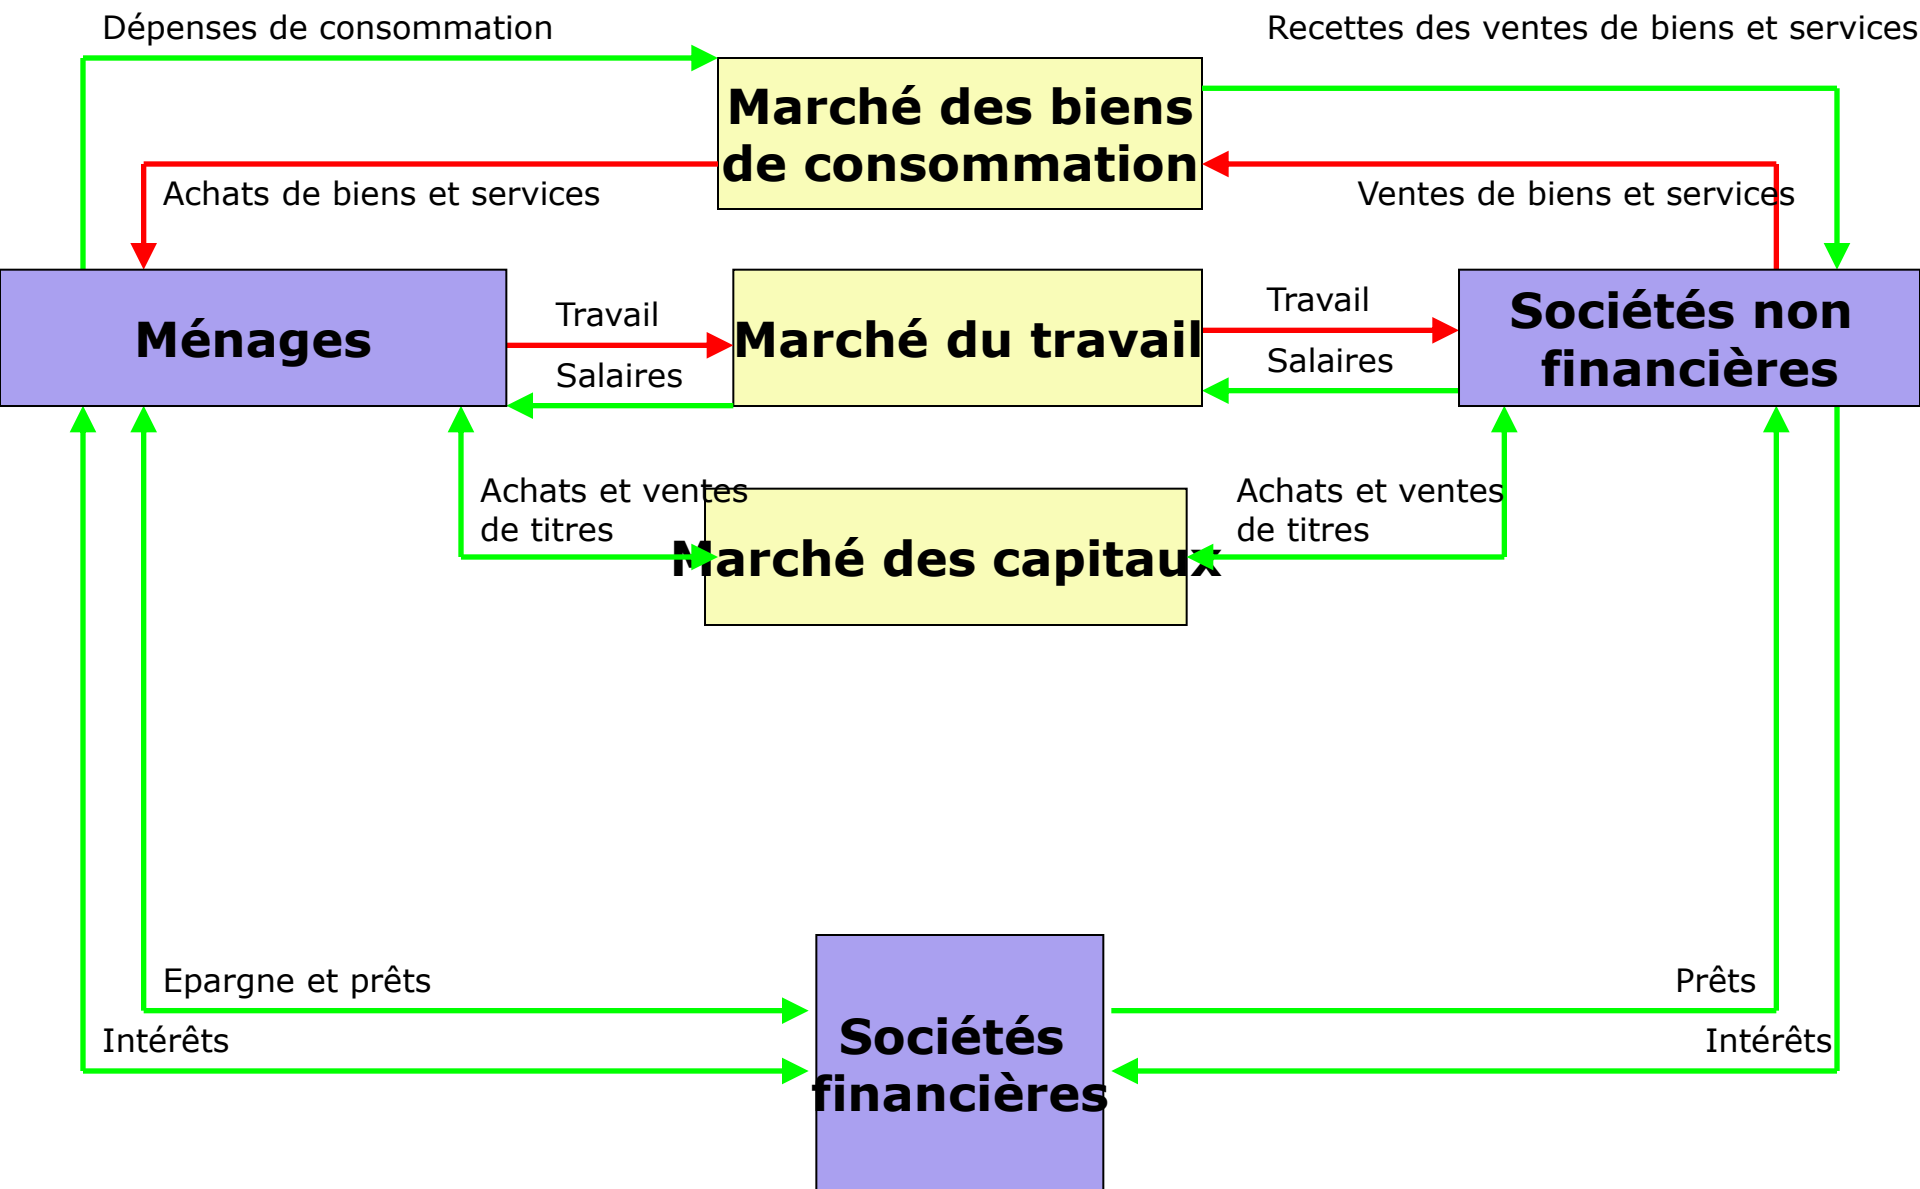 Dépenses de consommation
Recettes des ventes de biens et services
Marché des biens
de consommation
Achats de biens et services
Ventes de biens et services
Ménages
Travail
Salaires
Marché du travail
Travail
Salaires
Sociétés non
financières
Achats et ventes
de titres
Marché des capitaux
Achats et ventes
de titres
Epargne et prêts
Intérêts
Sociétés
financières
Prêts
Intérêts